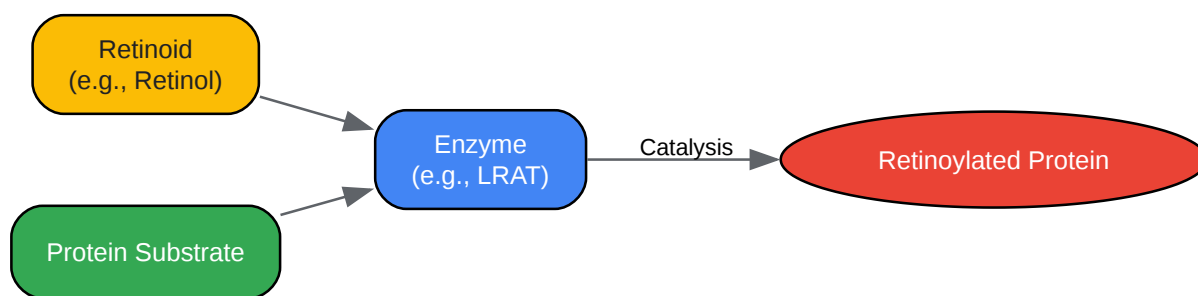 Retinoid
(e.g., Retinol)
Protein Substrate
Enzyme
(e.g., LRAT)
Catalysis
Retinoylated Protein